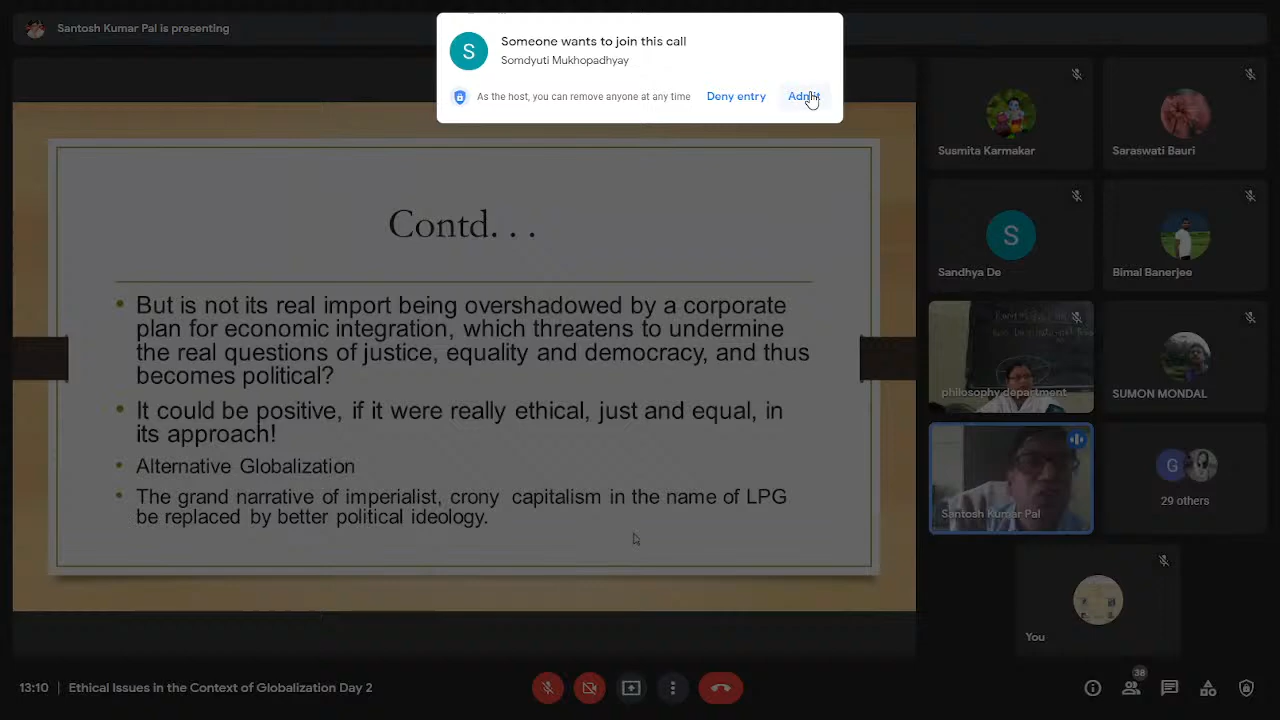 Santosh Kumar Pal is presenting
S
Someone wants to join this call
Somdyuti Mukhopadhyay
As the host, you can remove anyone at any time
Deny entry
Admit
Contd. . .
• But is not its real import being overshadowed by a corporate
plan for economic integration, which threatens to undermine
the real questions of justice, equality and democracy, and thus
becomes political?
• It could be positive, if it were really ethical, just and equal, in
its approach!
• Alternative Globalization
• The grand narrative of imperialist, crony capitalism in the name of LPG
be replaced by better political ideology.
Susmita Karmakar
Saraswati Bauri
S
Sandhya De
Bimal Banerjee
philosophy department
SUMON MONDAL
Santosh Kumar Pal
G
29 others
You
13:10 | Ethical Issues in the Context of Globalization Day 2
38